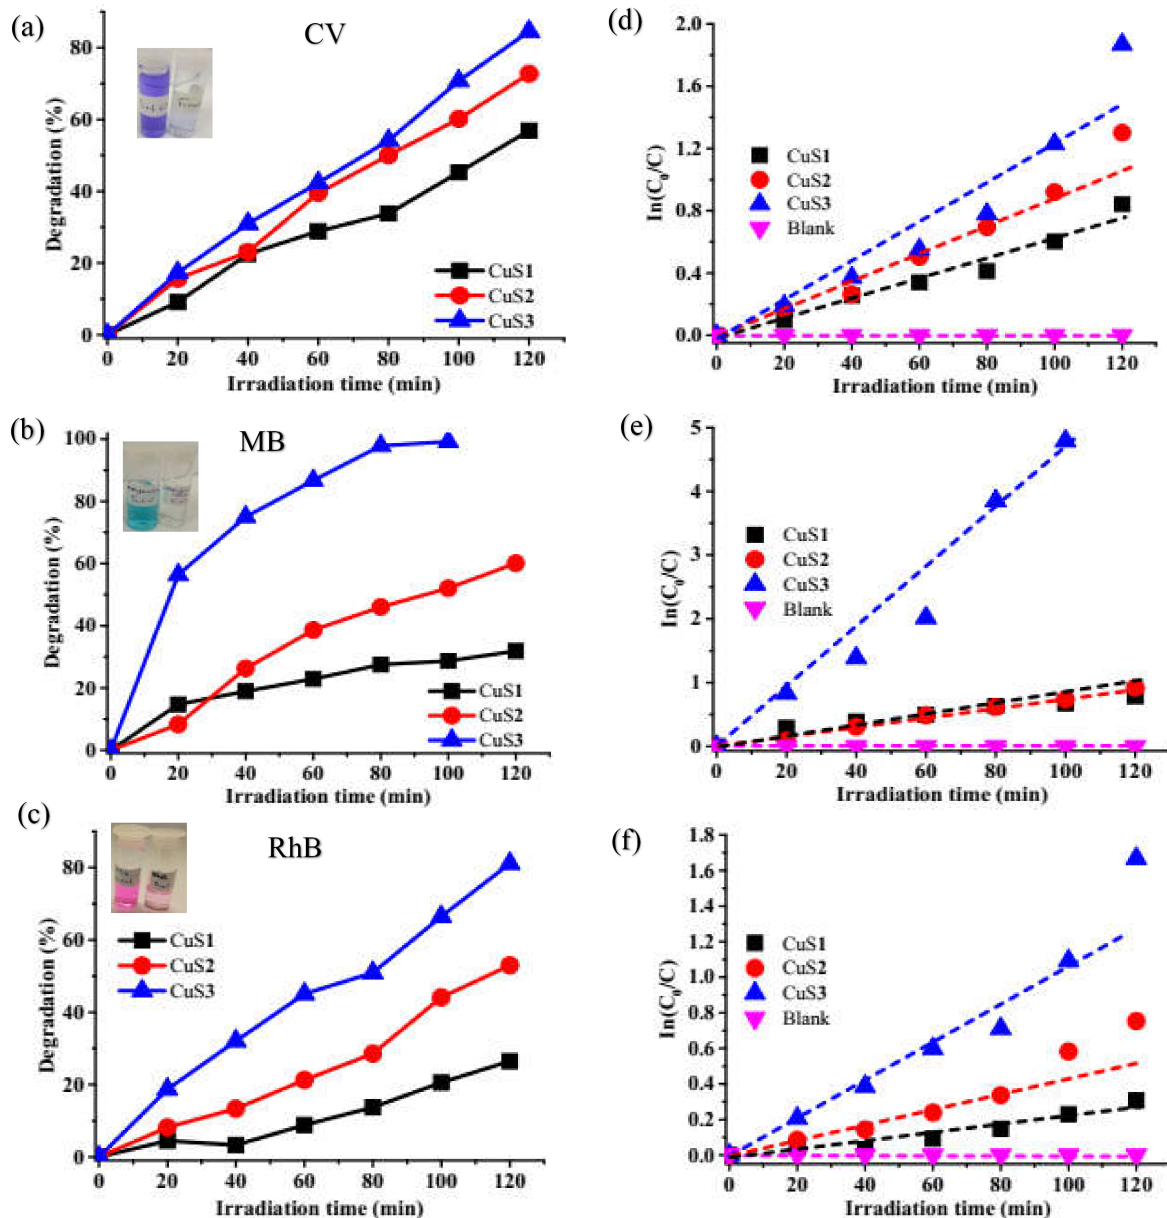 (a)
CV
Degradation (%)
80
60
40
20
0
CuS1
CuS2
CuS3
0 20 40 60 80 100 120
Irradiation time (min)
(d)
ln(C0/C)
2.0
1.6
1.2
0.8
0.4
0.0
CuS1
CuS2
CuS3
Blank
0 20 40 60 80 100 120
Irradiation time (min)
(b)
MB
Degradation (%)
100
80
60
40
20
0
CuS1
CuS2
CuS3
0 20 40 60 80 100 120
Irradiation time (min)
(e)
ln(C0/C)
5
4
3
2
1
0
CuS1
CuS2
CuS3
Blank
0 20 40 60 80 100 120
Irradiation time (min)
(c)
RhB
Degradation (%)
80
60
40
20
0
CuS1
CuS2
CuS3
0 20 40 60 80 100 120
Irradiation time (min)
(f)
ln(C0/C)
1.8
1.6
1.4
1.2
1.0
0.8
0.6
0.4
0.2
0.0
CuS1
CuS2
CuS3
Blank
0 20 40 60 80 100 120
Irradiation time (min)